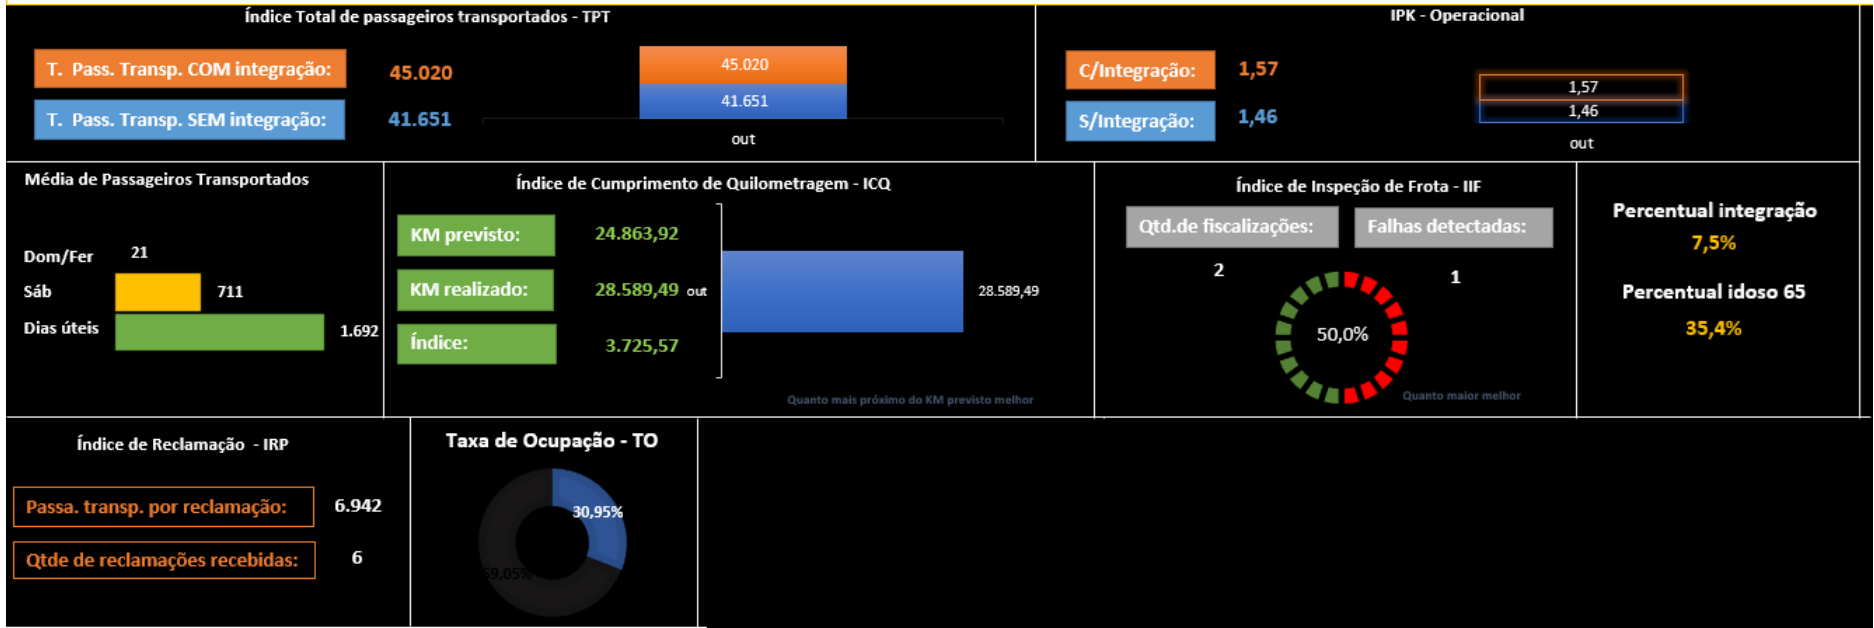 Índice Total de passageiros transportados - TPT
T. Pass. Transp. COM integração: 45.020
T. Pass. Transp. SEM integração: 41.651
45.020
41.651
out
IPK - Operacional
C/Integração: 1,57
S/Integração: 1,46
1,57
1,46
out
Média de Passageiros Transportados
Dom/Fer 21
Sáb 711
Dias úteis 1.692
Índice de Cumprimento de Quilometragem - ICQ
KM previsto: 24.863,92
KM realizado: 28.589,49
Índice: 3.725,57
out
28.589,49
Quanto mais próximo do KM previsto melhor
Índice de Inspeção de Frota - IIF
Qtd.de fiscalizações: Falhas detectadas:
2 1
50,0%
Quanto maior melhor
Percentual integração
7,5%
Percentual idoso 65
35,4%
Índice de Reclamação - IRP
Passa. transp. por reclamação: 6.942
Qtde de reclamações recebidas: 6
Taxa de Ocupação - TO
30,95%
69,05%